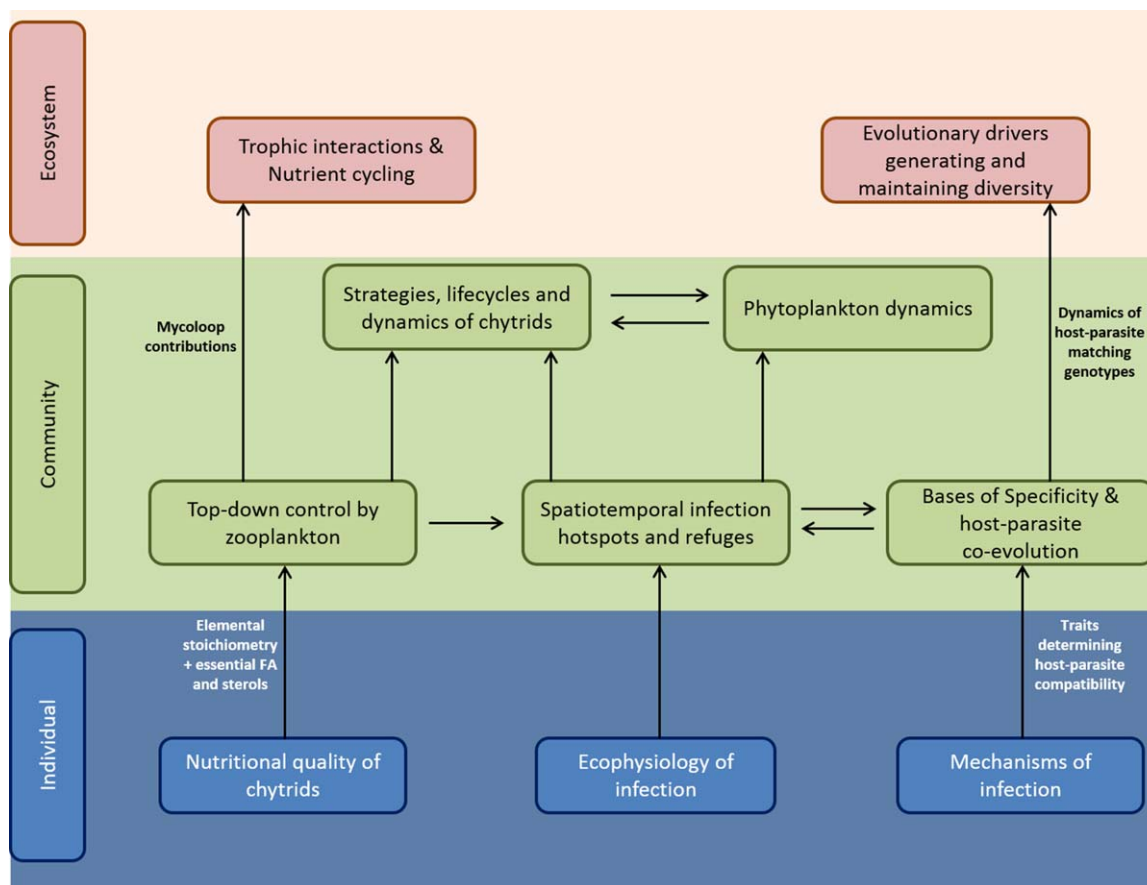 Ecosystem
Trophic interactions &
Nutrient cycling
Evolutionary drivers
generating and
maintaining diversity
Community
Strategies, lifecycles and
dynamics of chytrids
Phytoplankton dynamics
Mycoloop
contributions
Dynamics of
host-parasite
matching
genotypes
Top-down control by
zooplankton
Spatiotemporal infection
hotspots and refuges
Bases of Specificity &
host-parasite
co-evolution
Individual
Elemental
stoichiometry
+ essential FA
and sterols
Traits
determining
host-parasite
compatibility
Nutritional quality of
chytrids
Ecophysiology of
infection
Mechanisms of
infection